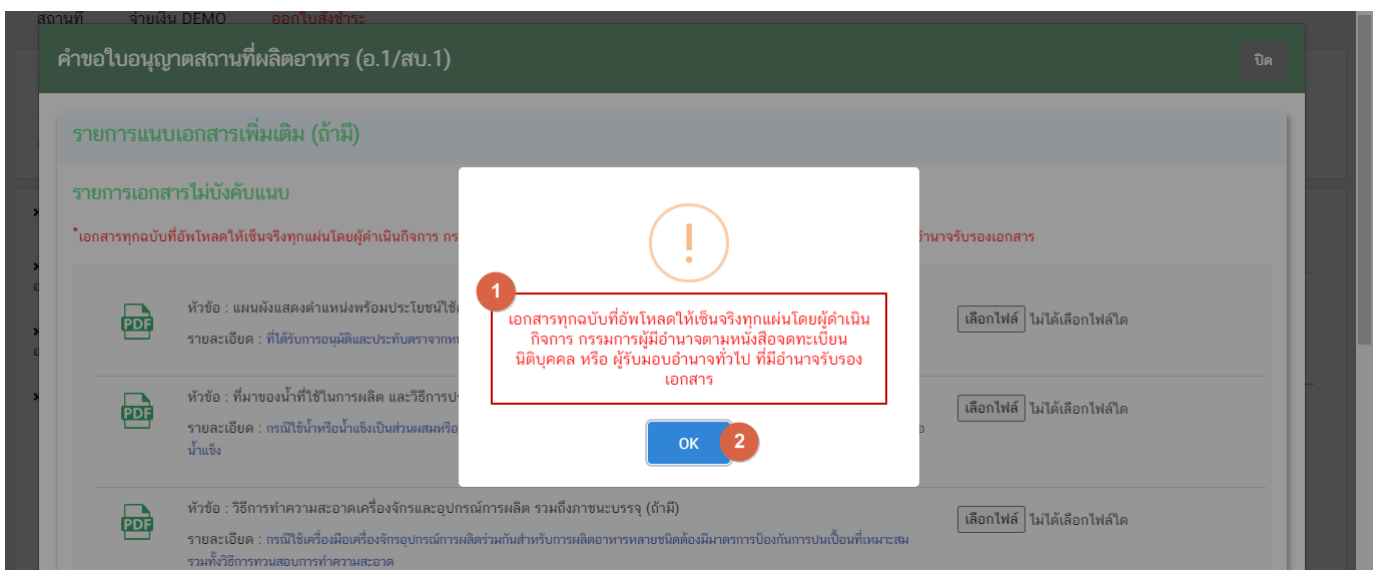 สถานที่ จ่ายเงิน DEMO ออกใบสั่งชำระ
คำขอใบอนุญาตสถานที่ผลิตอาหาร (อ.1/สบ.1)
ปิด
รายการแนบเอกสารเพิ่มเติม (ถ้ามี)
รายการเอกสารไม่บังคับแนบ
*เอกสารทุกฉบับที่อัพโหลดให้เซ็นจริงทุกแผ่นโดยผู้ดำเนินกิจการ
อำนาจรับรองเอกสาร
1
เอกสารทุกฉบับที่อัพโหลดให้เซ็นจริงทุกแผ่นโดยผู้ดำเนิน
กิจการ กรรมการผู้มีอำนาจตามหนังสือจดทะเบียน
นิติบุคคล หรือ ผู้รับมอบอำนาจทั่วไป ที่มีอำนาจรับรอง
เอกสาร
OK 2
PDF
หัวข้อ : แผนผังแสดงตำแหน่งพร้อมประโยชน์ใช้
รายละเอียด : ที่ได้รับการอนุมัติและประทับตราจาก
เลือกไฟล์ ไม่ได้เลือกไฟล์ใด
PDF
หัวข้อ : ที่มาของน้ำที่ใช้ในการผลิต และวิธีการ
รายละเอียด : กรณีใช้น้ำหรือน้ำแข็งเป็นส่วนผสมหรือ
น้ำแข็ง
เลือกไฟล์ ไม่ได้เลือกไฟล์ใด
PDF
หัวข้อ : วิธีการทำความสะอาดเครื่องจักรและอุปกรณ์การผลิต รวมถึงภาชนะบรรจุ (ถ้ามี)
รายละเอียด : กรณีใช้เครื่องมือเครื่องจักรอุปกรณ์การผลิตร่วมกันสำหรับการผลิตอาหารหลายชนิดต้องมีมาตรการป้องกันการปนเปื้อนที่เหมาะสม
รวมทั้งวิธีการทวนสอบการทำความสะอาด
เลือกไฟล์ ไม่ได้เลือกไฟล์ใด